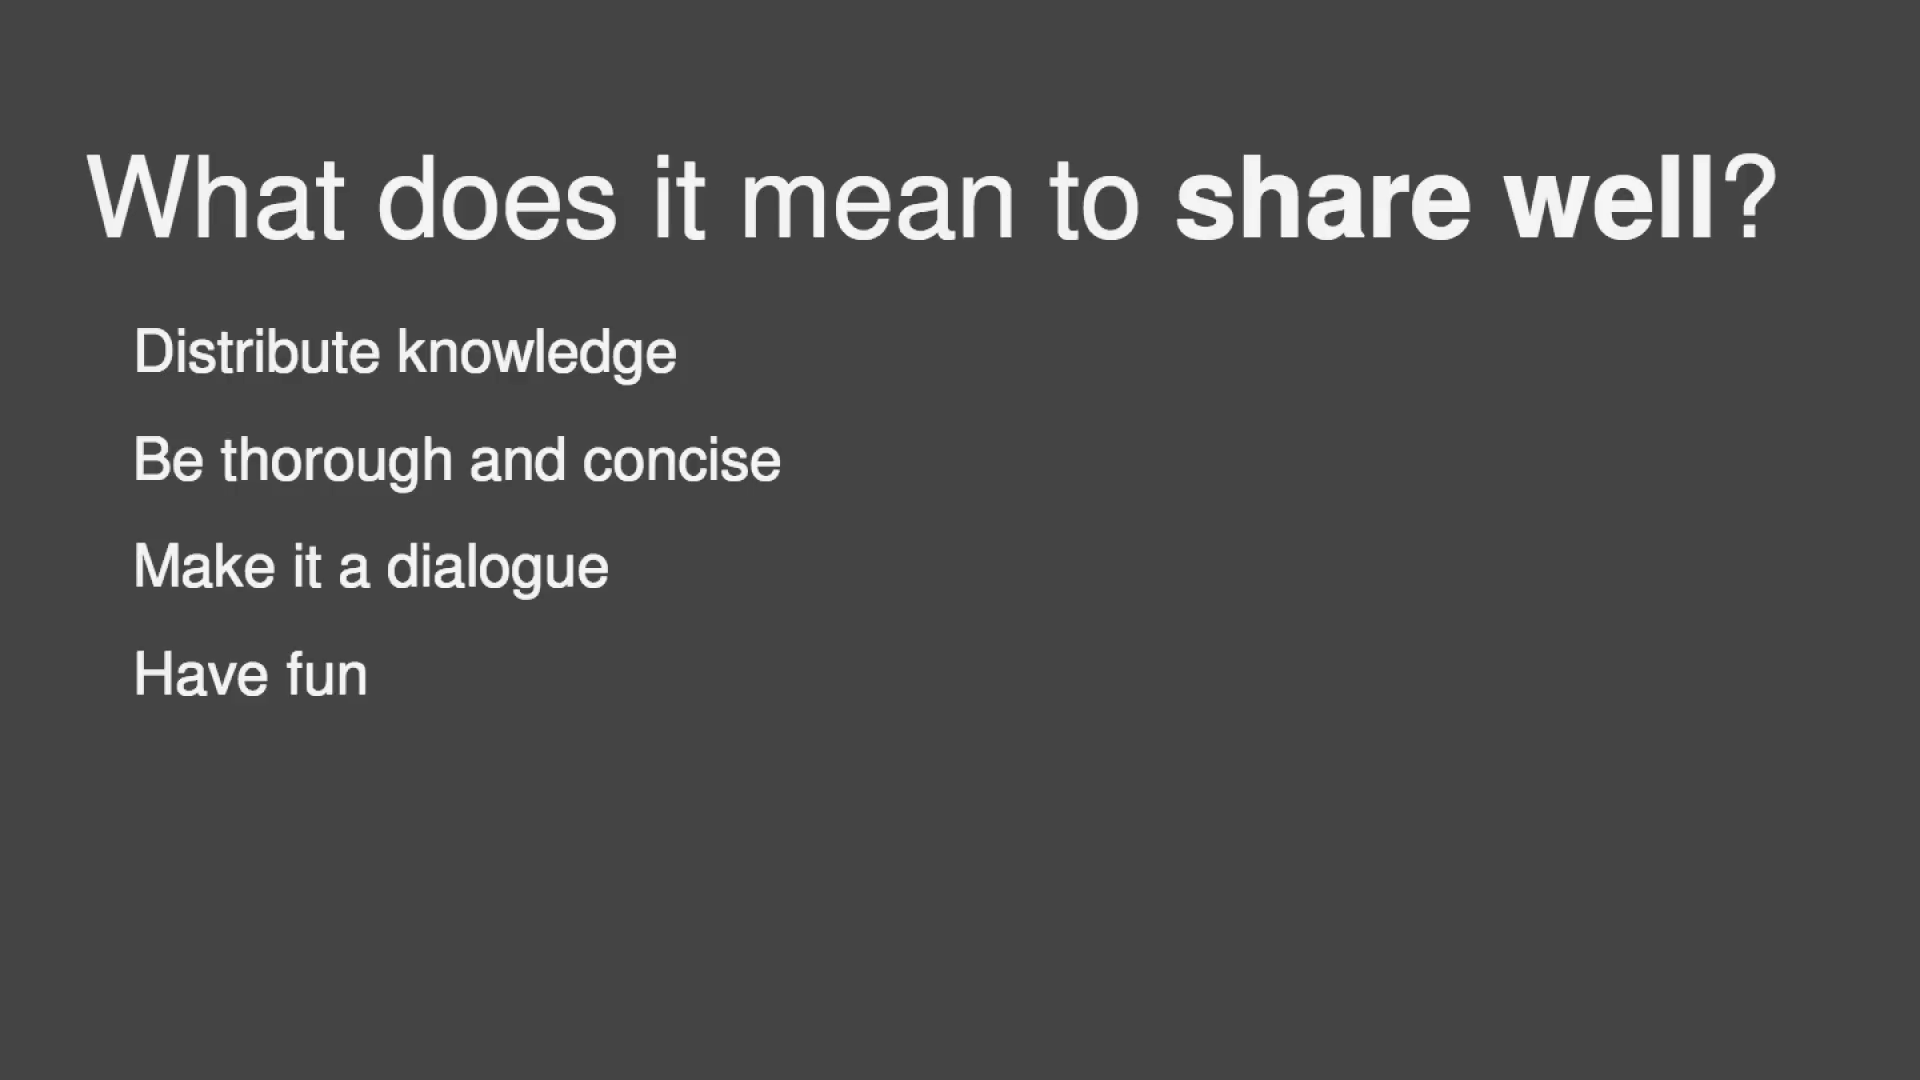 What does it mean to share well?
Distribute knowledge
Be thorough and concise
Make it a dialogue
Have fun